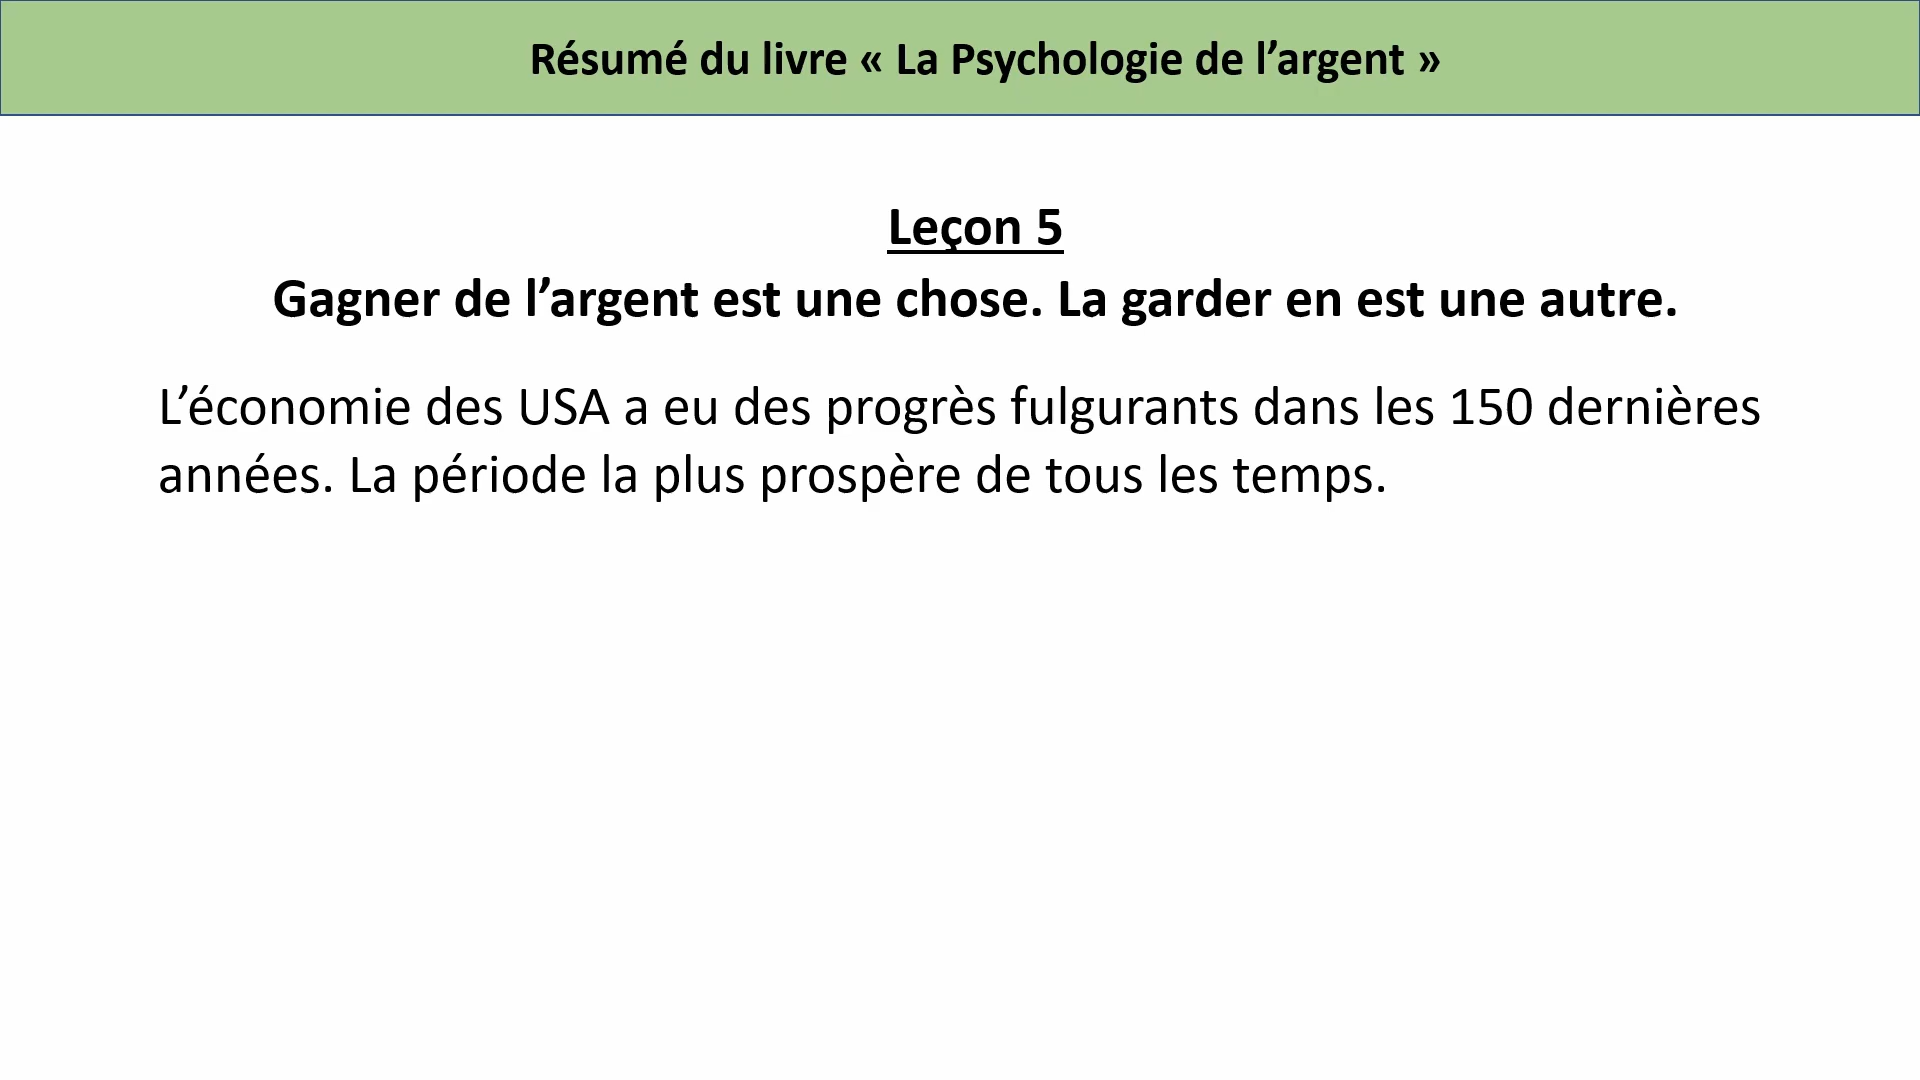 Résumé du livre « La Psychologie de l’argent »
Leçon 5
Gagner de l’argent est une chose. La garder en est une autre.
L’économie des USA a eu des progrès fulgurants dans les 150 dernières
années. La période la plus prospère de tous les temps.